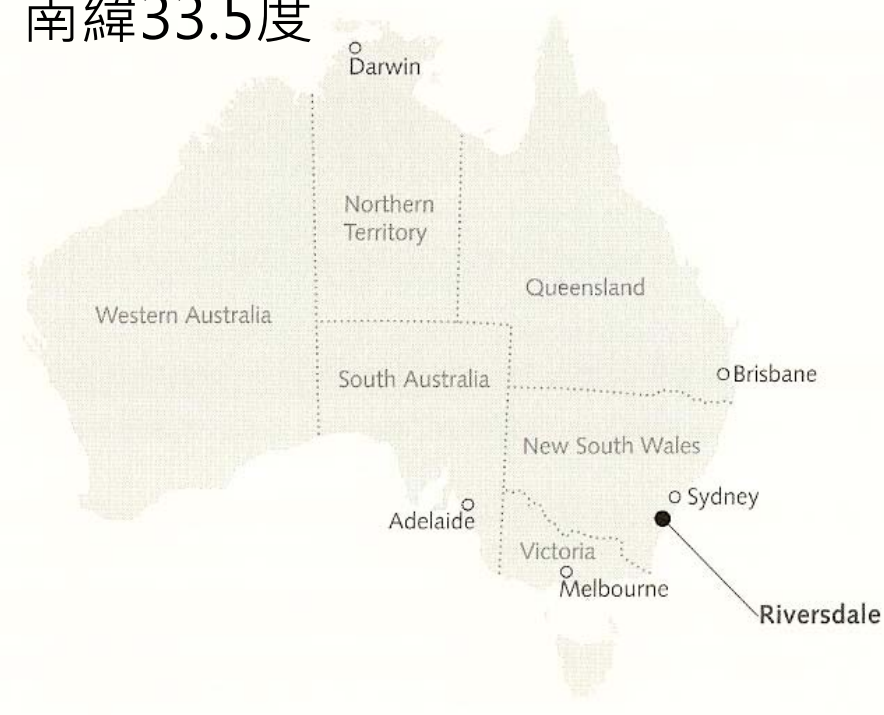 南緯33.5度
Darwin
Northern
Territory
Queensland
Western Australia
South Australia
Brisbane
New South Wales
Sydney
Adelaide
Victoria
Melbourne
Riversdale